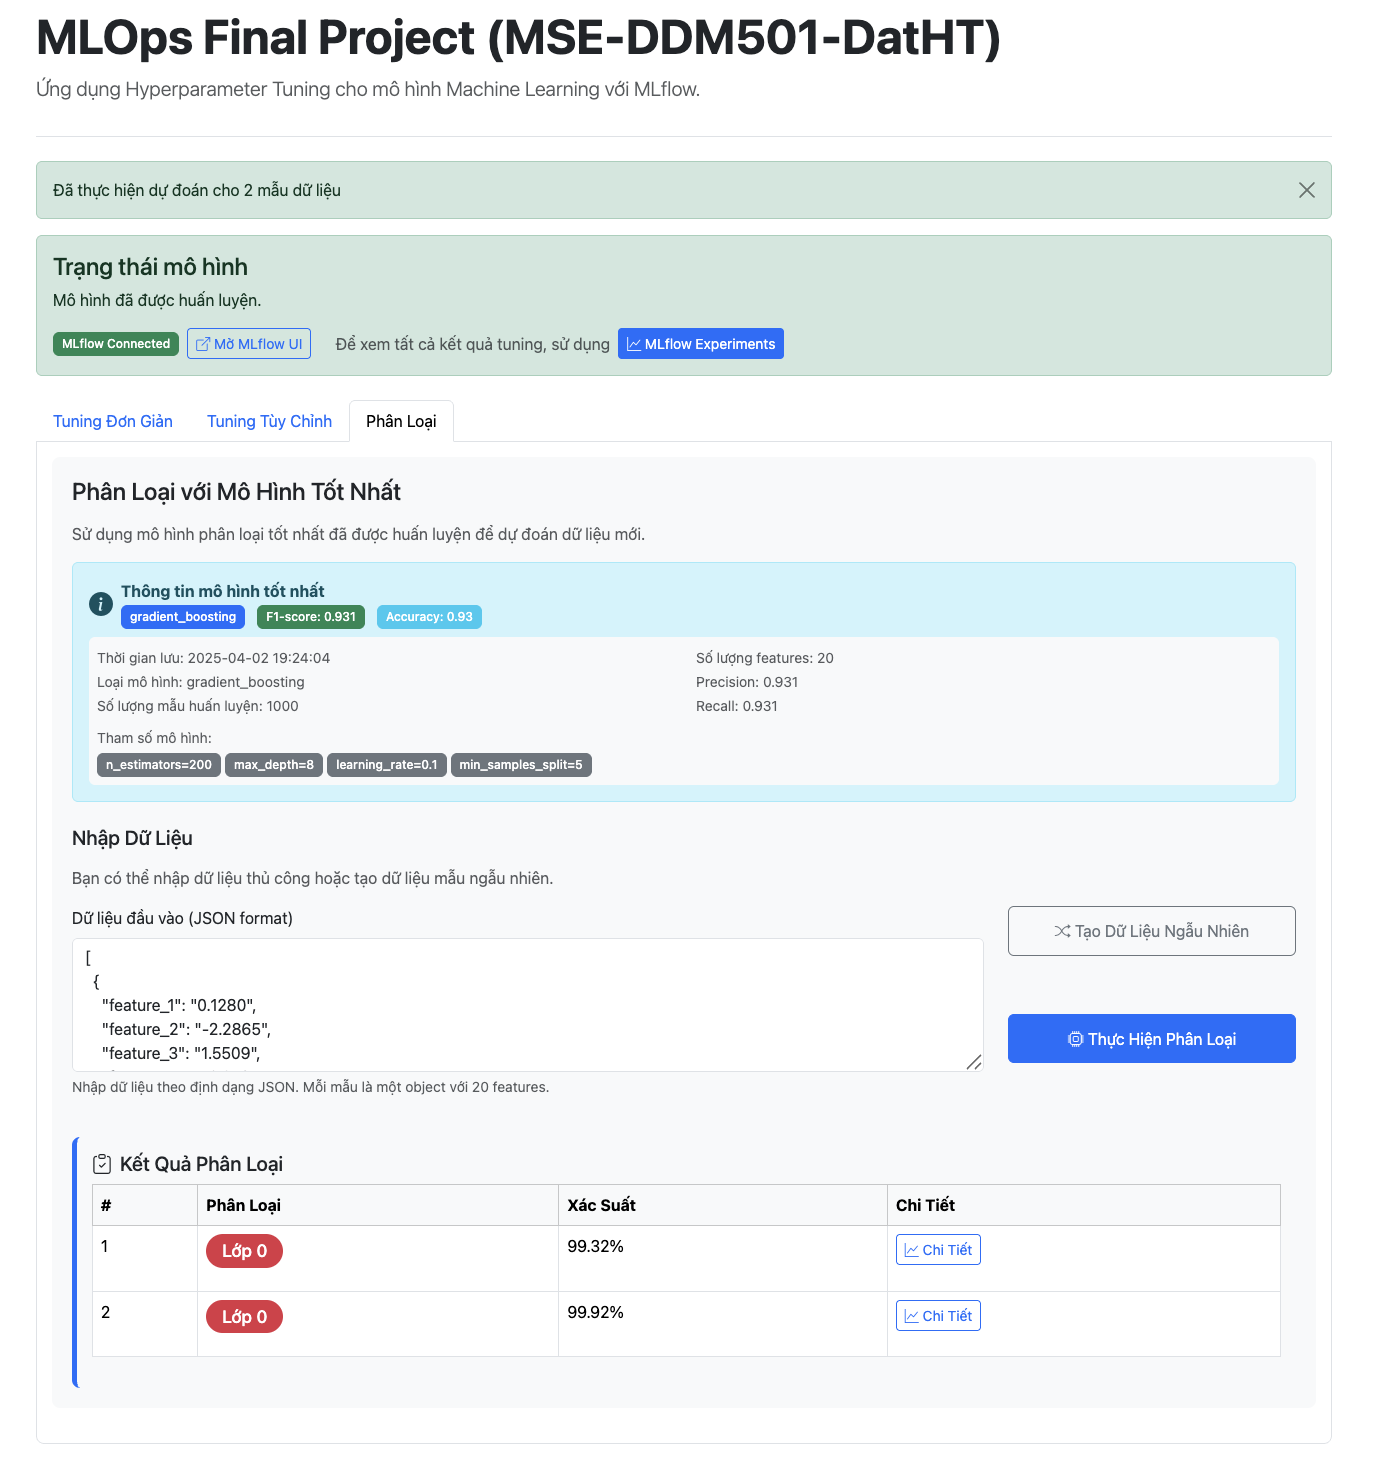 MLOps Final Project (MSE-DDM501-DatHT)
Ứng dụng Hyperparameter Tuning cho mô hình Machine Learning với MLflow.
Đã thực hiện dự đoán cho 2 mẫu dữ liệu
Trạng thái mô hình
Mô hình đã được huấn luyện.
MLflow Connected Mở MLflow UI Để xem tất cả kết quả tuning, sử dụng MLflow Experiments
Tuning Đơn Giản Tuning Tùy Chỉnh Phân Loại
Phân Loại với Mô Hình Tốt Nhất
Sử dụng mô hình phân loại tốt nhất đã được huấn luyện để dự đoán dữ liệu mới.
Thông tin mô hình tốt nhất
gradient_boosting F1-score: 0.931 Accuracy: 0.93
Thời gian lưu: 2025-04-02 19:24:04 Số lượng features: 20
Loại mô hình: gradient_boosting Precision: 0.931
Số lượng mẫu huấn luyện: 1000 Recall: 0.931
Tham số mô hình:
n_estimators=200 max_depth=8 learning_rate=0.1 min_samples_split=5
Nhập Dữ Liệu
Bạn có thể nhập dữ liệu thủ công hoặc tạo dữ liệu mẫu ngẫu nhiên.
Dữ liệu đầu vào (JSON format)
Tạo Dữ Liệu Ngẫu Nhiên
[
{
"feature_1": "0.1280",
"feature_2": "-2.2865",
"feature_3": "1.5509",
Thực Hiện Phân Loại
Nhập dữ liệu theo định dạng JSON. Mỗi mẫu là một object với 20 features.
Kết Quả Phân Loại
# Phân Loại Xác Suất Chi Tiết
1 Lớp 0 99.32% Chi Tiết
2 Lớp 0 99.92% Chi Tiết